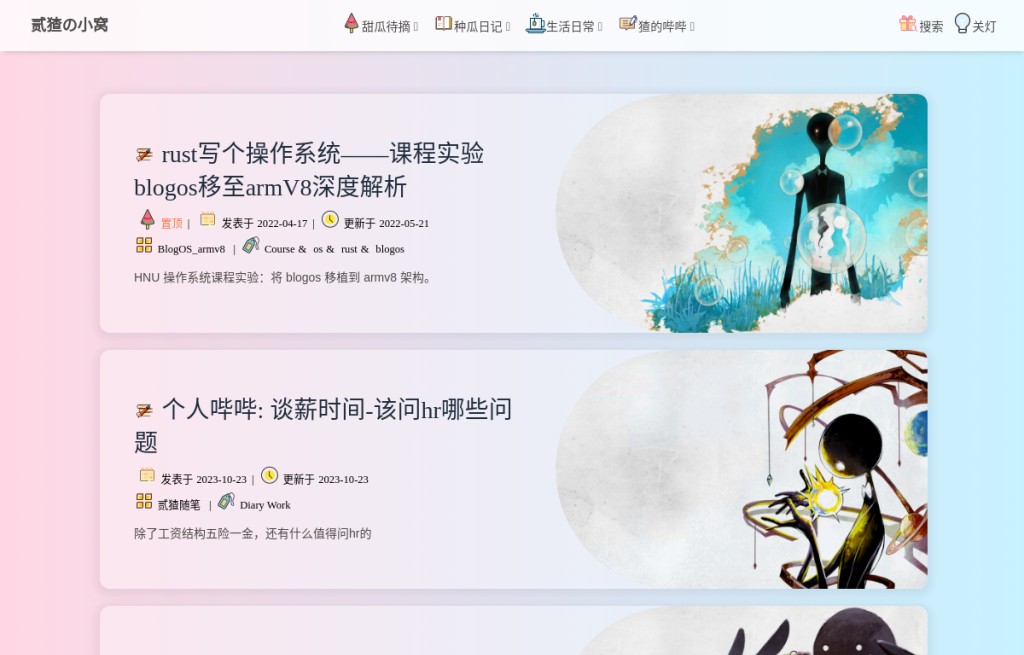 贰猹の小窝
甜瓜待摘 种瓜日记 生活日常 猹的哔哔 搜索 关灯
rust写个操作系统——课程实验
blogos移至armV8深度解析
置顶 | 发表于 2022-04-17 | 更新于 2022-05-21
BlogOS_armv8 | Course & os & rust & blogos
HNU 操作系统课程实验：将 blogos 移植到 armv8 架构。
个人哔哔: 谈薪时间-该问hr哪些问
题
发表于 2023-10-23 | 更新于 2023-10-23
贰猹随笔 | Diary Work
除了工资结构五险一金，还有什么值得问hr的